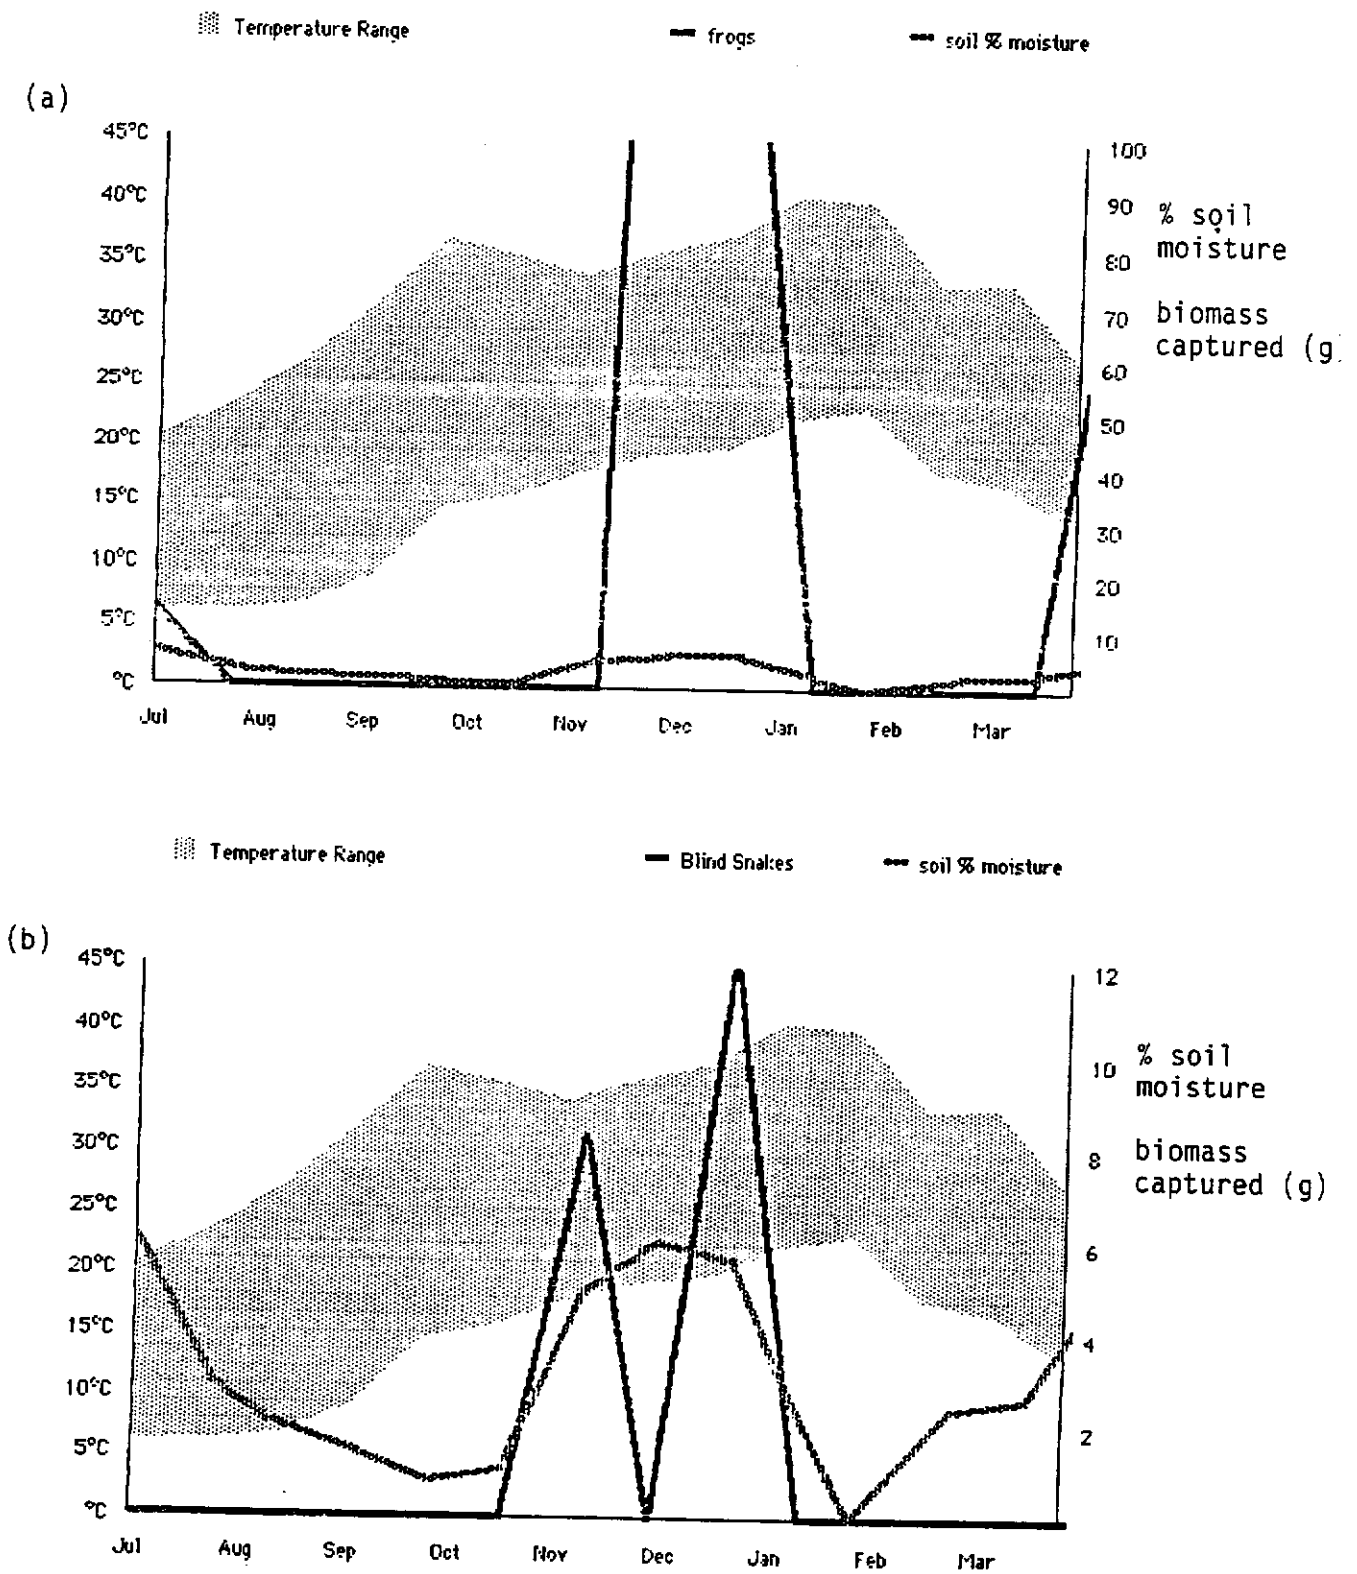 Temperature Range frogs soil % moisture
(a)
45°C
40°C
35°C
30°C
25°C
20°C
15°C
10°C
5°C
°C
100
90
80
70
60
50
40
30
20
10
% soil
moisture
biomass
captured (g
Jul Aug Sep Oct Nov Dec Jan Feb Mar
Temperature Range Blind Snakes soil % moisture
(b)
45°C
40°C
35°C
30°C
25°C
20°C
15°C
10°C
5°C
°C
12
10
8
6
4
2
% soil
moisture
biomass
captured (g)
Jul Aug Sep Oct Nov Dec Jan Feb Mar